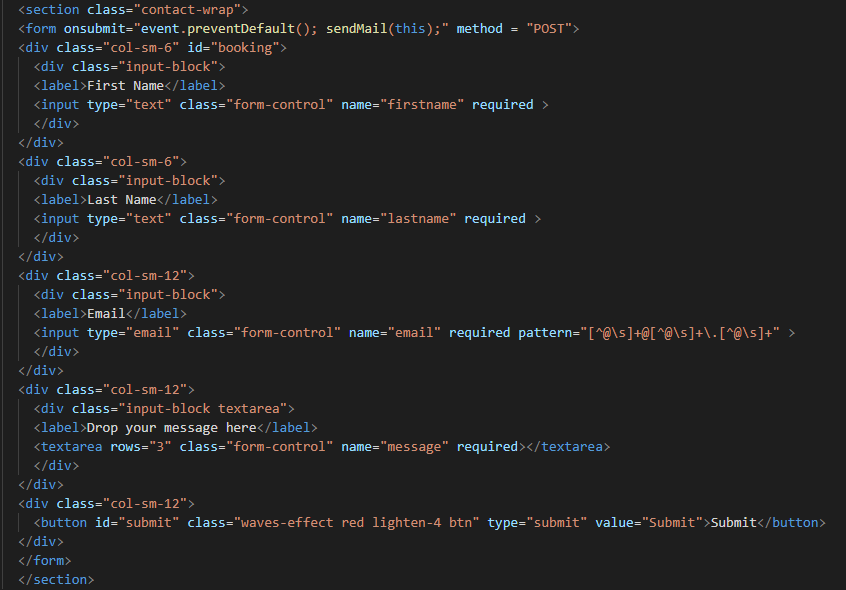 <section class="contact-wrap">
<form onsubmit="event.preventDefault(); sendMail(this);" method = "POST">
<div class="col-sm-6" id="booking">
  <div class="input-block">
  <label>First Name</label>
  <input type="text" class="form-control" name="firstname" required >
  </div>
</div>
<div class="col-sm-6">
  <div class="input-block">
  <label>Last Name</label>
  <input type="text" class="form-control" name="lastname" required >
  </div>
</div>
<div class="col-sm-12">
  <div class="input-block">
  <label>Email</label>
  <input type="email" class="form-control" name="email" required pattern="[^@\s]+@[^@\s]+\.[^@\s]+" >
  </div>
</div>
<div class="col-sm-12">
  <div class="input-block textarea">
  <label>Drop your message here</label>
  <textarea rows="3" class="form-control" name="message" required></textarea>
  </div>
</div>
<div class="col-sm-12">
  <button id="submit" class="waves-effect red lighten-4 btn" type="submit" value="Submit">Submit</button>
</div>
</form>
</section>